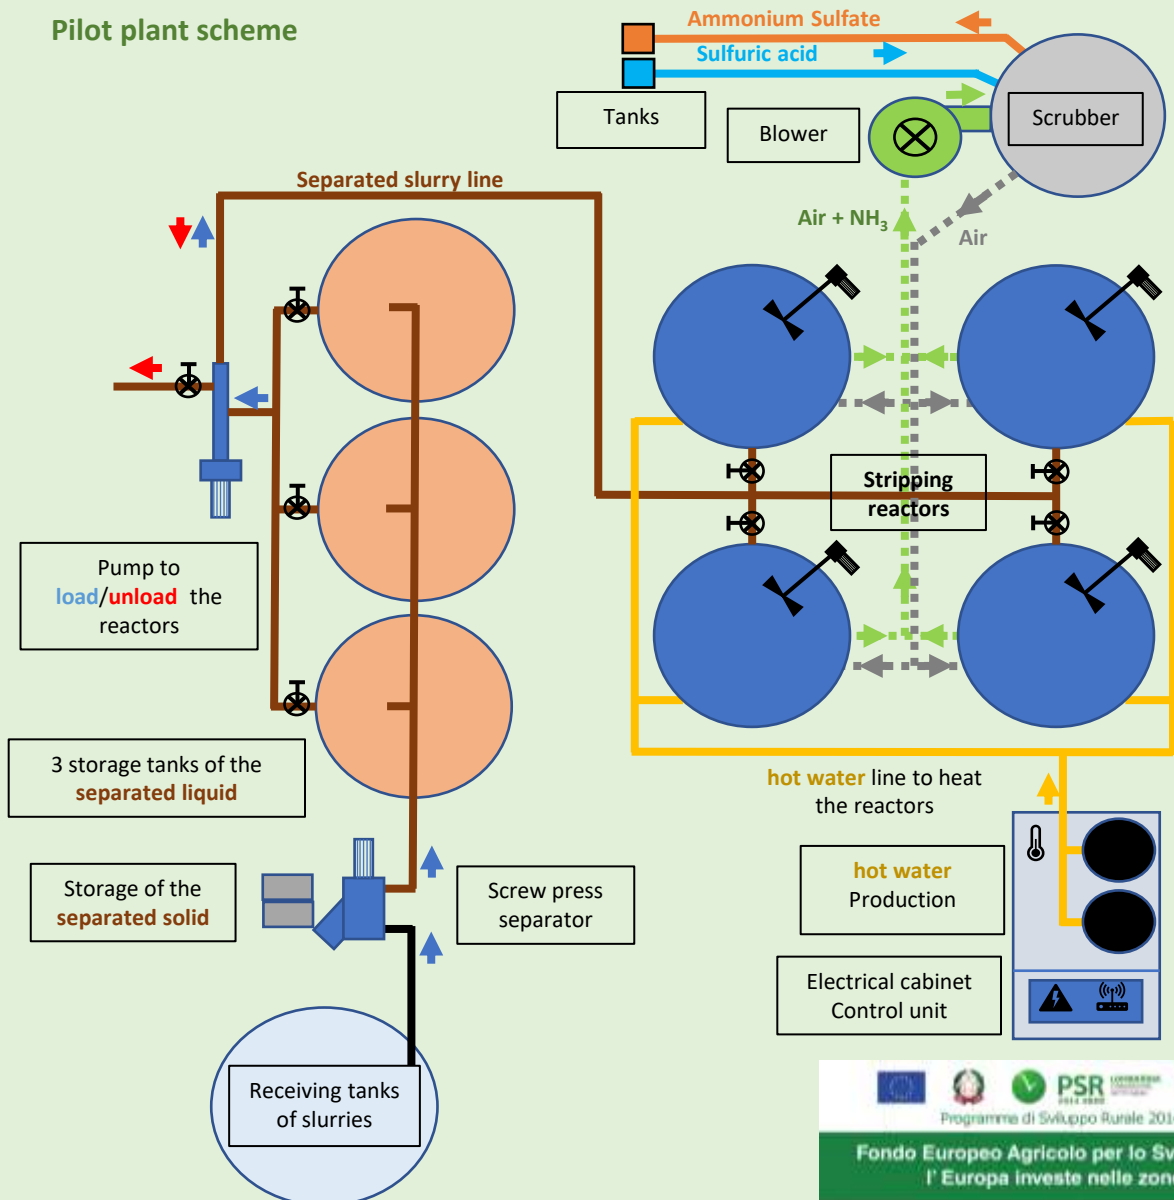 Pilot plant scheme
Ammonium Sulfate
Sulfuric acid
Tanks
Blower
Scrubber
Separated slurry line
Air + NH₃
Air
Stripping
reactors
Pump to
load/unload the
reactors
3 storage tanks of the
separated liquid
hot water line to heat
the reactors
Storage of the
separated solid
Screw press
separator
hot water
Production
Electrical cabinet
Control unit
Receiving tanks
of slurries
PSR
Programma di Sviluppo Rurale 201
Fondo Europeo Agricolo per lo Sv
l' Europa investe nelle zon